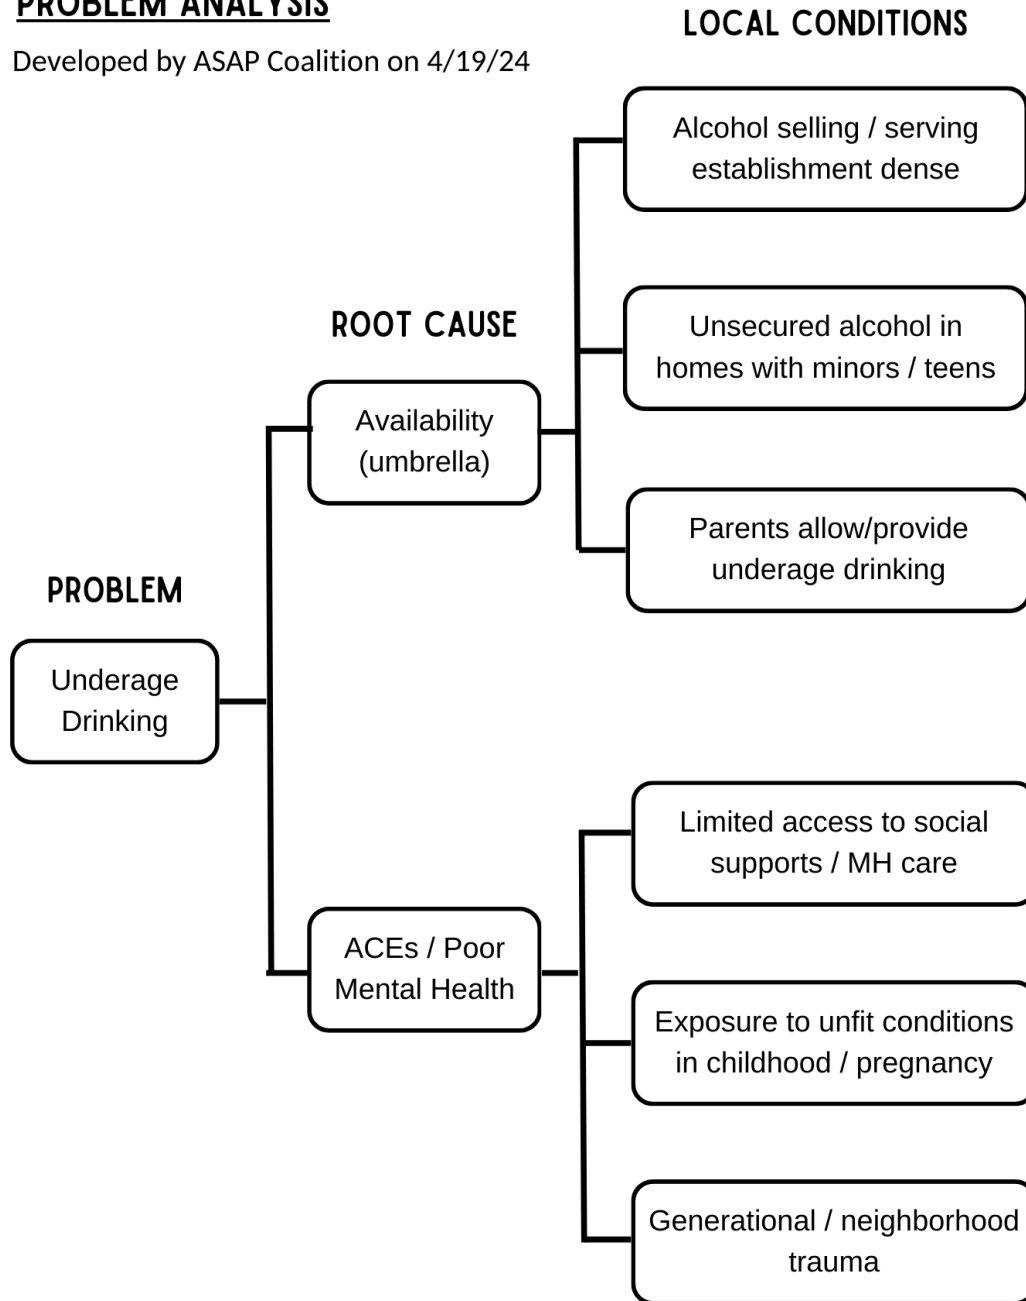 PROBLEM ANALYSIS
Developed by ASAP Coalition on 4/19/24
LOCAL CONDITIONS
Alcohol selling / serving
establishment dense
Unsecured alcohol in
homes with minors / teens
ROOT CAUSE
Availability
(umbrella)
Parents allow/provide
underage drinking
PROBLEM
Underage
Drinking
Limited access to social
supports / MH care
ACEs / Poor
Mental Health
Exposure to unfit conditions
in childhood / pregnancy
Generational / neighborhood
trauma